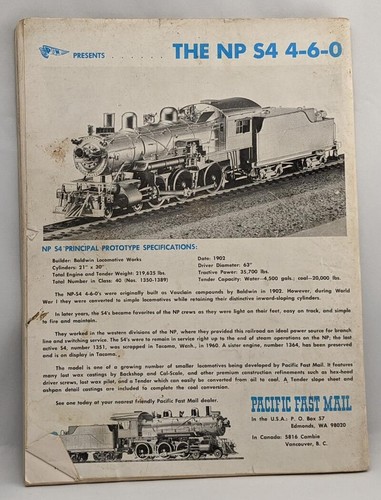 PRESENTS . . . . . . . THE NP S4 4-6-0
NP S4 PRINCIPAL PROTOTYPE SPECIFICATIONS:
Builder: Baldwin Locomotive Works
Cylinders: 21" x 30"
Total Engine and Tender Weight: 219,625 lbs.
Total Number in Class: 40 (Nos. 1350-1389)
Date: 1902
Driver Diameter: 63"
Tractive Power: 35,700 lbs.
Tender Capacity: Water—4,500 gals.; coal—20,000 lbs.
The NP-S4 4-6-0's were originally built as Vauclain compounds by Baldwin in 1902. However, during World
War I they were converted to simple locomotives while retaining their distinctive inward-sloping cylinders.
In later years, the S4's became favorites of the NP crews as they were light on their feet, easy on track, and simple
to fire and maintain.
They worked in the western divisions of the NP, where they provided this railroad an ideal power source for branch
line and switching service. The S4's were to remain in service right up to the end of steam operations on the NP, the last
active S4, number 1351, was scrapped in Tacoma, Wash., in 1960. A sister engine, number 1364, has been preserved
and is on display in Tacoma.
The model is one of a growing number of smaller locomotives being developed by Pacific Fast Mail. It features
many lost wax castings by Backshop and Cal-Scale, and other premium construction refinements such as hex-head
driver screws, lost wax pilot, and a Tender which can easily be converted from oil to coal. A Tender slope sheet and
ashpan detail castings are included to complete the coal conversion.
See one today at your nearest friendly Pacific Fast Mail dealer.
PACIFIC FAST MAIL
In the U.S.A.: P. O. Box 57
Edmonds, WA 98020
In Canada: 5816 Cambie
Vancouver, B. C.